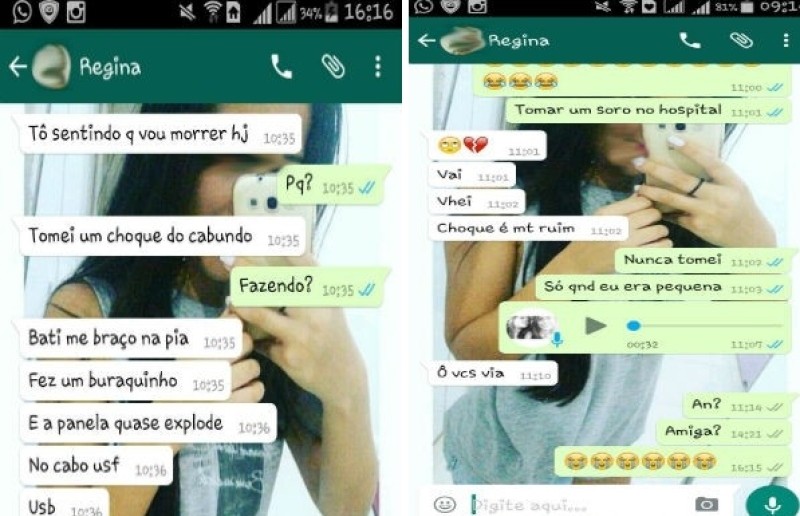 34% 16:16
Regina
Tô sentindo q vou morrer hj 10:35
Pq? 10:35
Tomei um choque do cabundo 10:35
Fazendo? 10:35
Bati me braço na pia 10:35
Fez um buraquinho 10:35
E a panela quase explode 10:36
No cabo usf 10:36
Usb 10:36
81% 09:14
Regina
11:00
Tomar um soro no hospital 11:01
11:01
Vai 11:01
Vhei 11:02
Choque é mt ruim 11:02
Nunca tomei 11:02
Só qnd eu era pequena 11:03
00:32 11:07
Ô vcs via 11:10
An? 11:14
Amiga? 14:21
16:15
Digite aqui...